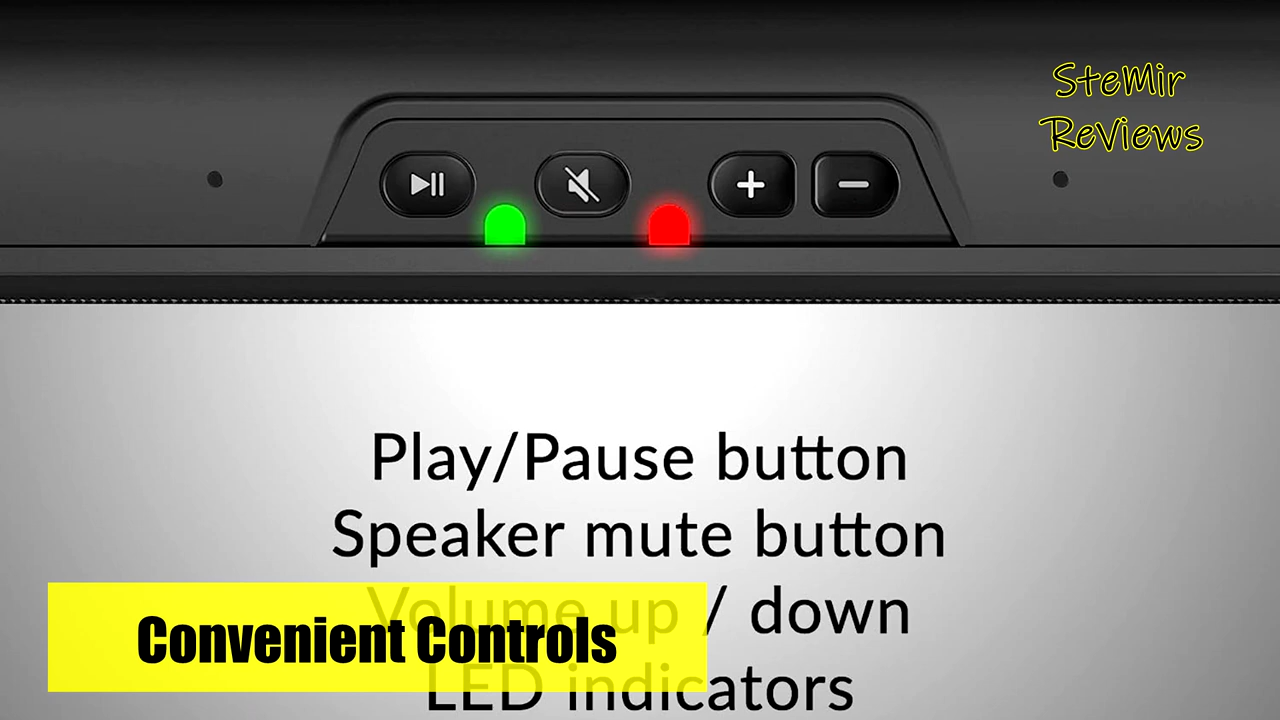 SteMir
Reviews
Play/Pause button
Speaker mute button
Volume up / down
LED indicators
Convenient Controls